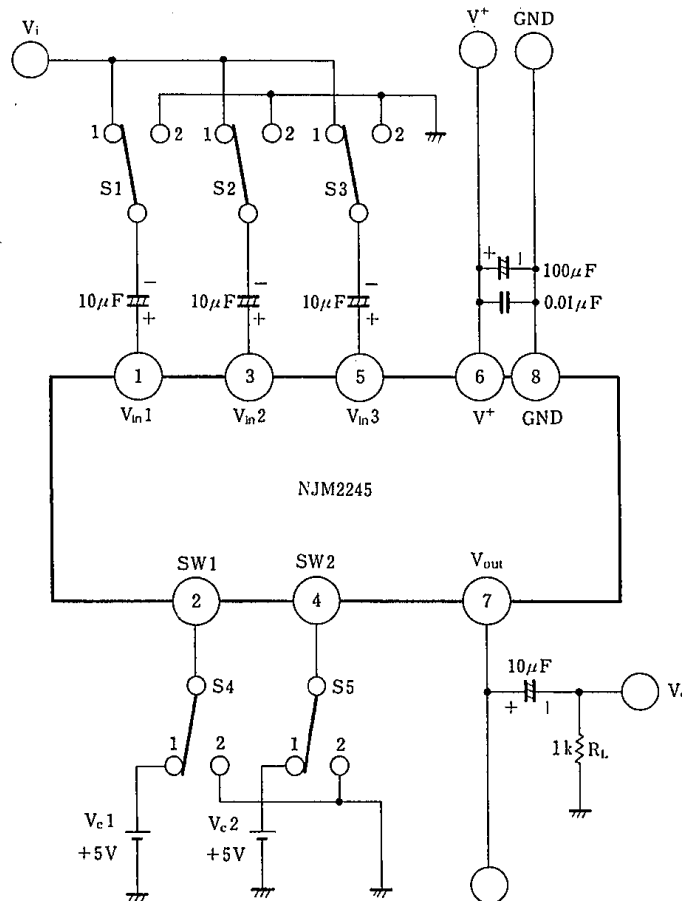 Vi
V+ GND
1 2 1 2 1 2
S1 S2 S3
10μF − + 10μF − + 10μF − +
+ 100μF
0.01μF
1 3 5 6 8
Vin1 Vin2 Vin3 V+ GND
NJM2245
SW1 SW2 Vout
2 4 7
S4 S5
10μF
+
1 2 1 2
1k RL
Vc1 Vc2
+5V +5V